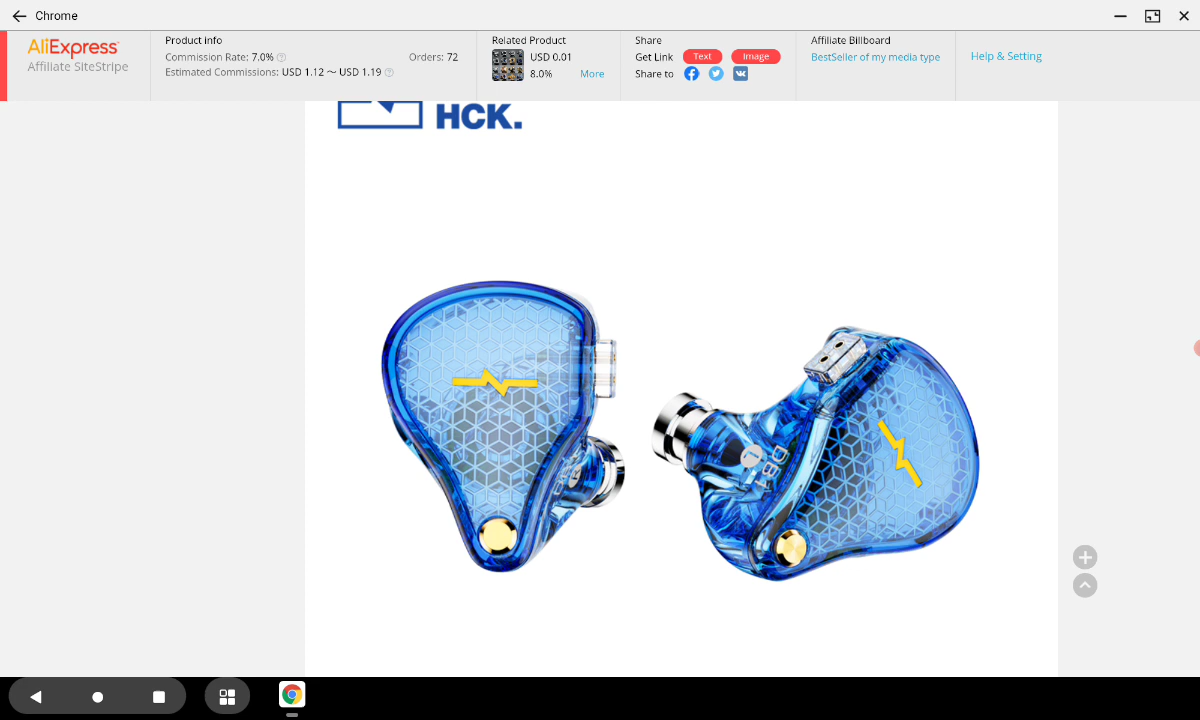 Chrome
AliExpress
Affiliate SiteStripe
Product info
Commission Rate: 7.0%
Orders: 72
Estimated Commissions: USD 1.12 ～ USD 1.19
Related Product
USD 0.01
8.0%
More
Share
Get Link
Text
Image
Share to
Affiliate Billboard
BestSeller of my media type
Help & Setting
HCK.
L